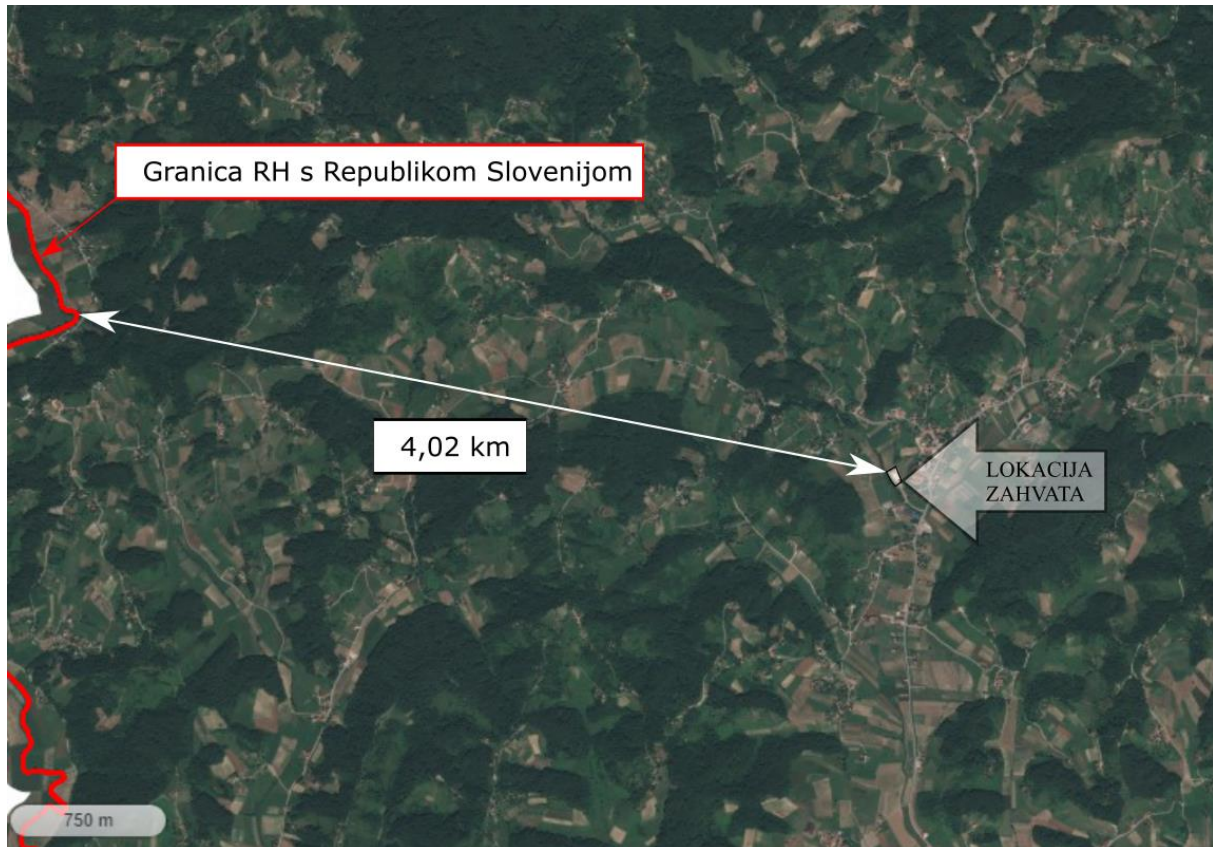 Granica RH s Republikom Slovenijom
4,02 km
LOKACIJA
ZAHVATA
750 m